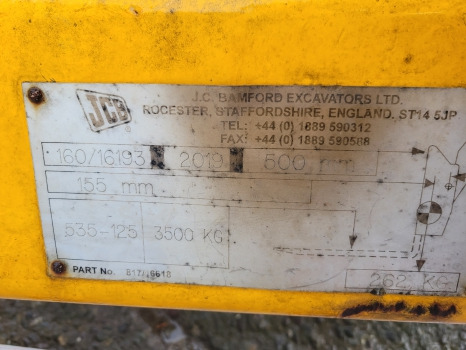 JCB
J.C. BAMFORD EXCAVATORS LTD.
ROCESTER, STAFFORDSHIRE, ENGLAND. ST14 5JP
TEL: +44 (0) 1889 590312
FAX: +44 (0) 1889 590588
160/16193 2019 500 mm
155 mm
535-125 3500 KG
262 KG
PART No.